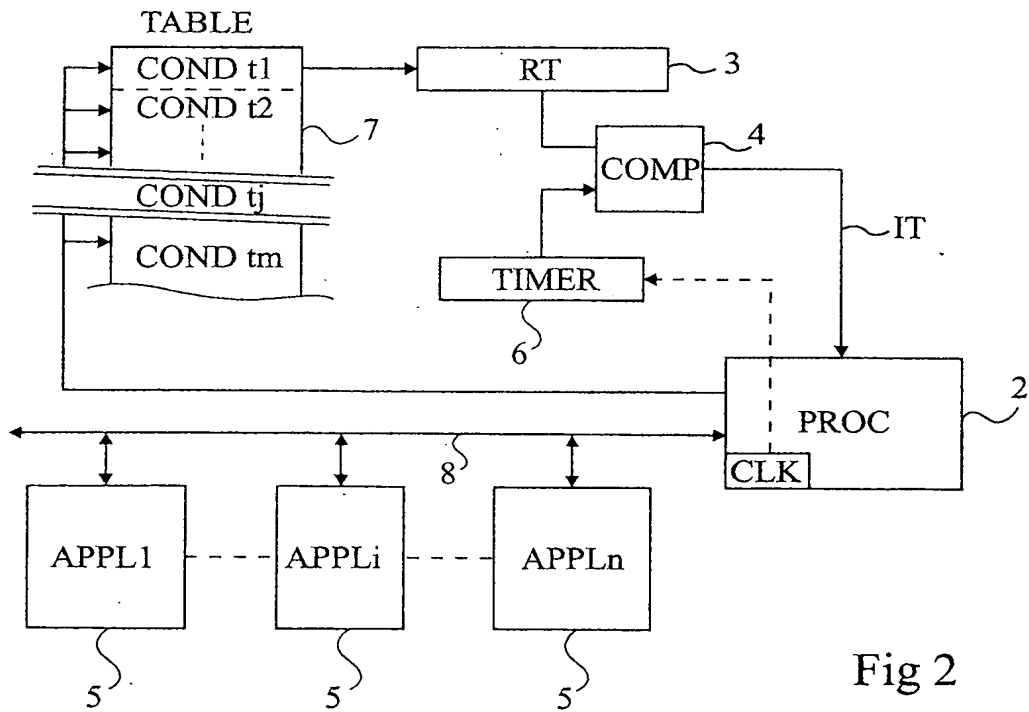 TABLE
COND t1
RT
3
COND t2
7
4
COMP
COND tj
IT
COND tm
TIMER
6
2
PROC
8
CLK
APPL1
APPLi
APPLn
5
5
5
Fig 2